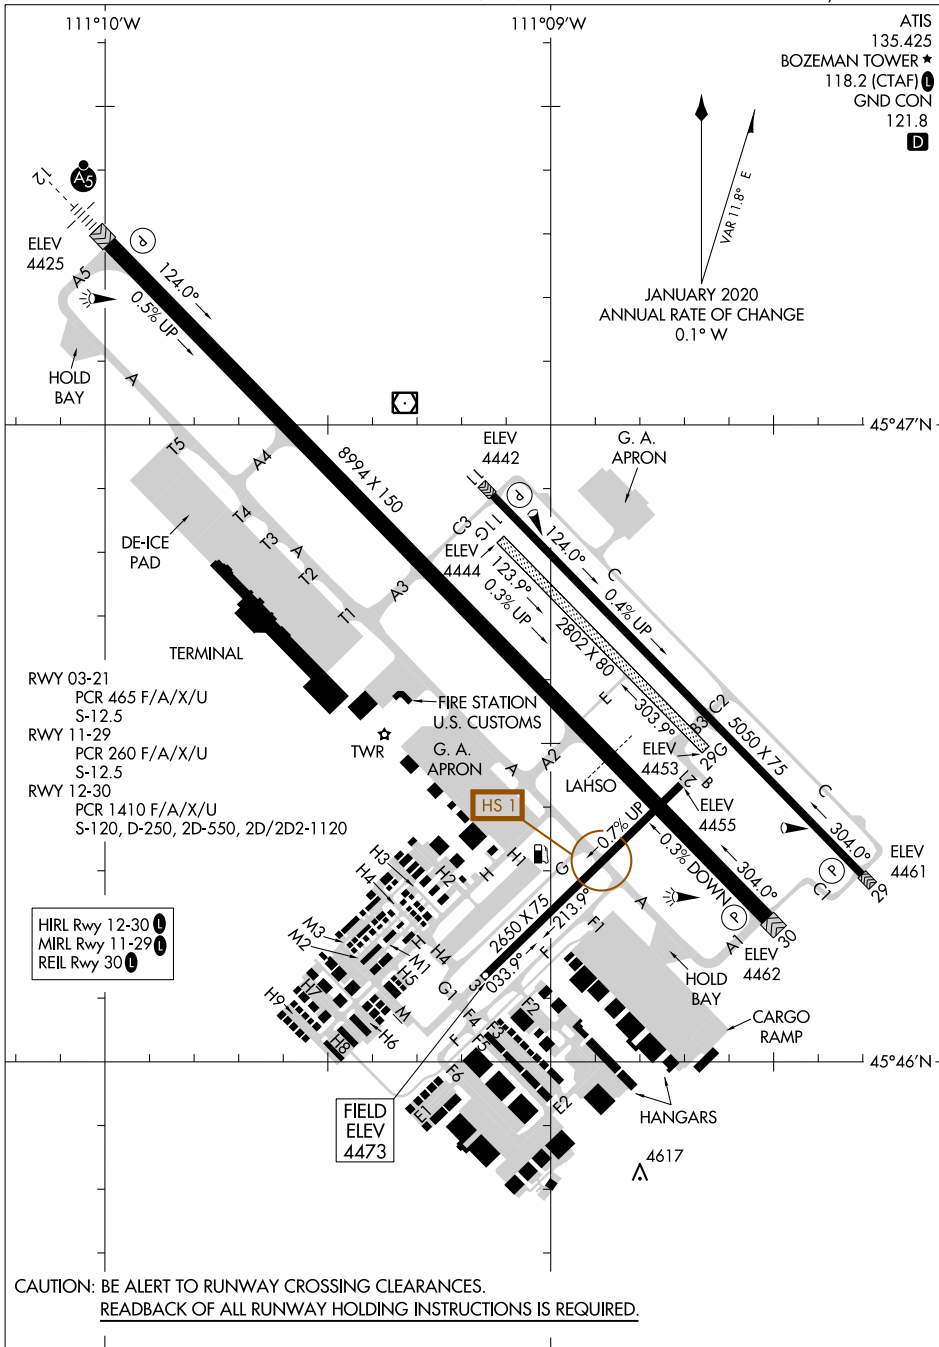 111°10'W
111°09'W
ATIS
135.425
BOZEMAN TOWER
118.2 (CTAF) L
GND CON
121.8
D
VAR 11.8° E
JANUARY 2020
ANNUAL RATE OF CHANGE
0.1° W
12
A5
ELEV
4425
P
A5
124.0°
0.5% UP
HOLD
BAY
A
45°47'N
T5
A4
8994 X 150
ELEV
4442
G. A.
APRON
11
P
C3
11G
T4
T3
A
T2
T1
DE-ICE
PAD
ELEV
4444
124.0°
C
0.4% UP
123.9°
0.3% UP
2802 X 80
A3
TERMINAL
E
303.9°
B3
C2
5050 X 75
RWY 03-21
PCR 465 F/A/X/U
S-12.5
RWY 11-29
PCR 260 F/A/X/U
S-12.5
RWY 12-30
PCR 1410 F/A/X/U
S-120, D-250, 2D-550, 2D/2D2-1120
FIRE STATION
U.S. CUSTOMS
TWR
G. A.
APRON
A
A2
LAHSO
ELEV
4453
29G
21
B
ELEV
4455
C
304.0°
HS 1
0.7% UP
0.3% DOWN
304.0°
ELEV
4461
29
P
C1
H3
H4
H2
H
H1
G
A
P
30
A1
ELEV
4462
HIRL Rwy 12-30 L
MIRL Rwy 11-29 L
REIL Rwy 30 L
M3
M2
H
M1
H4
H5
M
G1
2650 X 75
213.9°
033.9°
3
F
F1
HOLD
BAY
H9
H7
H8
H6
F4
F
F3
F5
F2
CARGO
RAMP
45°46'N
F6
E1
E2
HANGARS
FIELD
ELEV
4473
4617
CAUTION: BE ALERT TO RUNWAY CROSSING CLEARANCES.
READBACK OF ALL RUNWAY HOLDING INSTRUCTIONS IS REQUIRED.